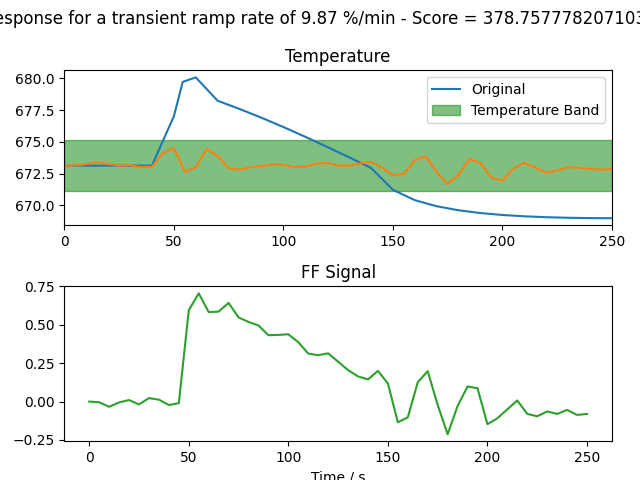 esponse for a transient ramp rate of 9.87 %/min - Score = 378.757778207103
Temperature
680.0
677.5
675.0
672.5
670.0
Original
Temperature Band
0 50 100 150 200 250
FF Signal
0.75
0.50
0.25
0.00
−0.25
0 50 100 150 200 250
Time / s